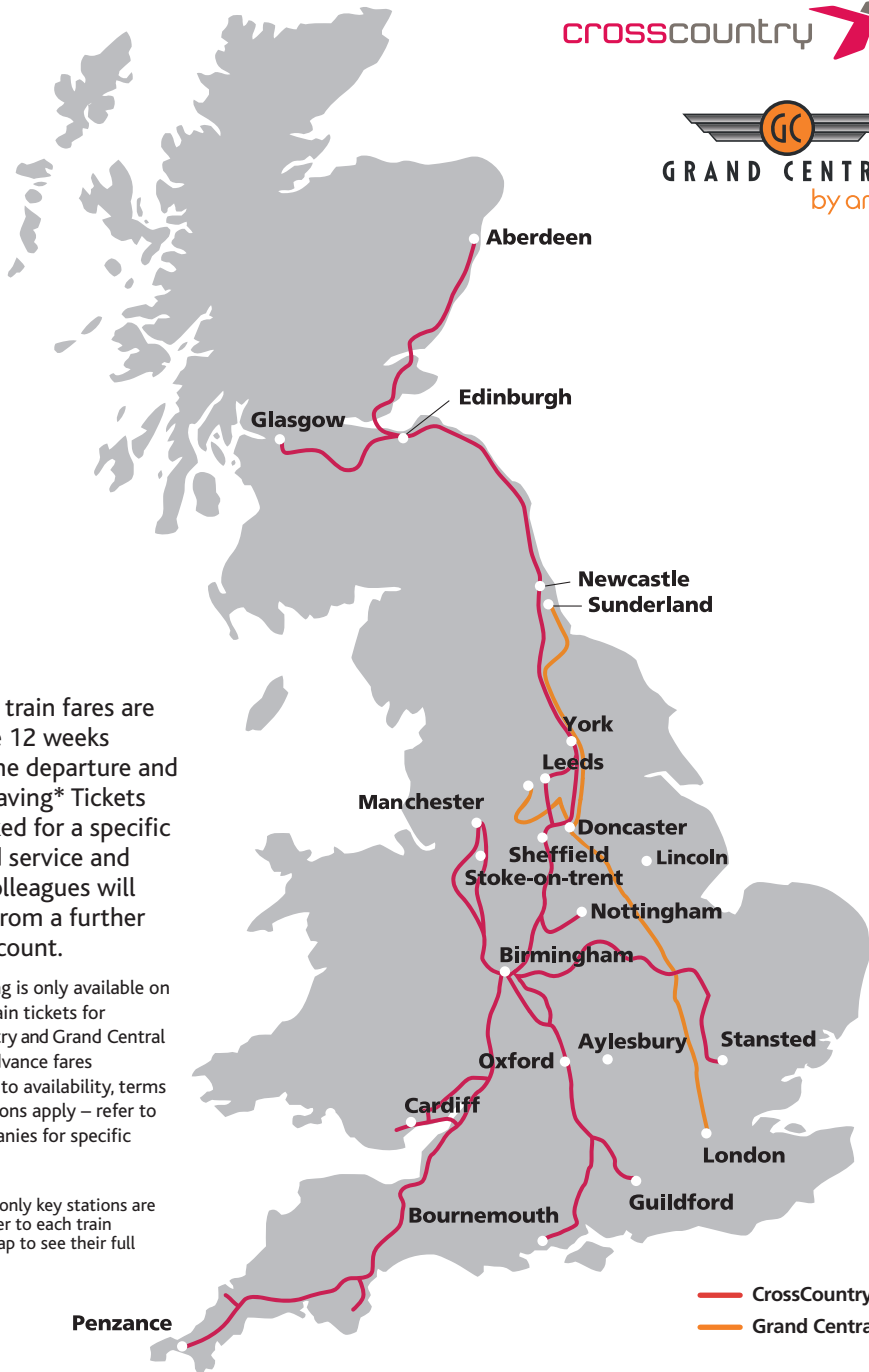 crosscountry
GC
GRAND CENTR
by ar
Aberdeen
Edinburgh
Glasgow
Newcastle
Sunderland
train fares are
12 weeks
departure and
aving* Tickets
ed for a specific
service and
olleagues will
rom a further
count.
g is only available on
ain tickets for
try and Grand Central
dvance fares
to availability, terms
ons apply – refer to
anies for specific
only key stations are
er to each train
ap to see their full
York
Leeds
Manchester
Doncaster
Sheffield
Lincoln
Stoke-on-trent
Nottingham
Birmingham
Aylesbury
Stansted
Oxford
Cardiff
London
Guildford
Bournemouth
Penzance
CrossCountry
Grand Centra